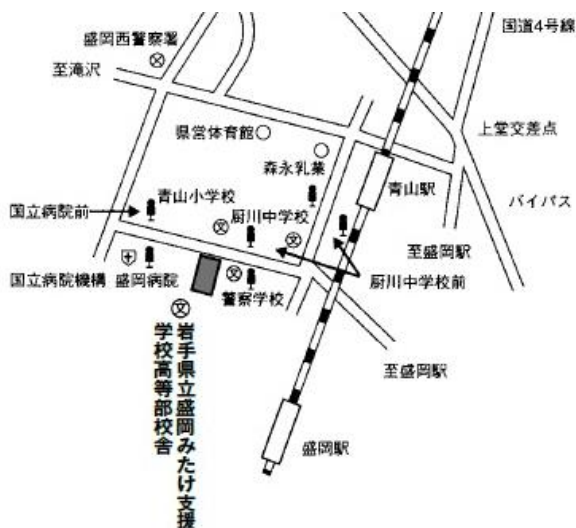 国道4号線
盛岡西警察署
至滝沢
上堂交差点
県営体育館
森永乳業
青山駅
青山小学校
バイパス
国立病院前
厨川中学校
至盛岡駅
国立病院機構 盛岡病院
警察学校
厨川中学校前
岩手県立盛岡みたけ支援
学校高等部校舎
至盛岡駅
盛岡駅